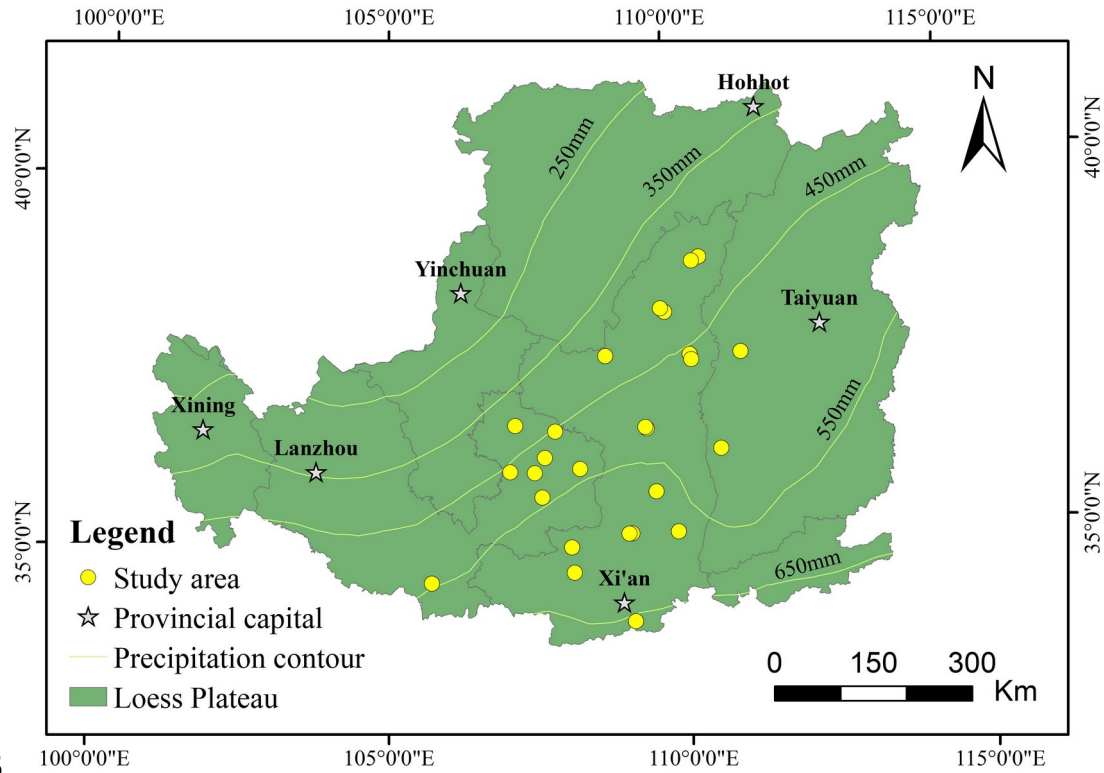 100°0'0"E 105°0'0"E 110°0'0"E 115°0'0"E
N
Hohhot
250mm
350mm
450mm
40°0'0"N
40°0'0"N
Yinchuan
Taiyuan
Xining
550mm
Lanzhou
35°0'0"N
35°0'0"N
Legend
Study area
650mm
Xi'an
Provincial capital
Precipitation contour
0 150 300
Km
Loess Plateau
100°0'0"E 105°0'0"E 110°0'0"E 115°0'0"E